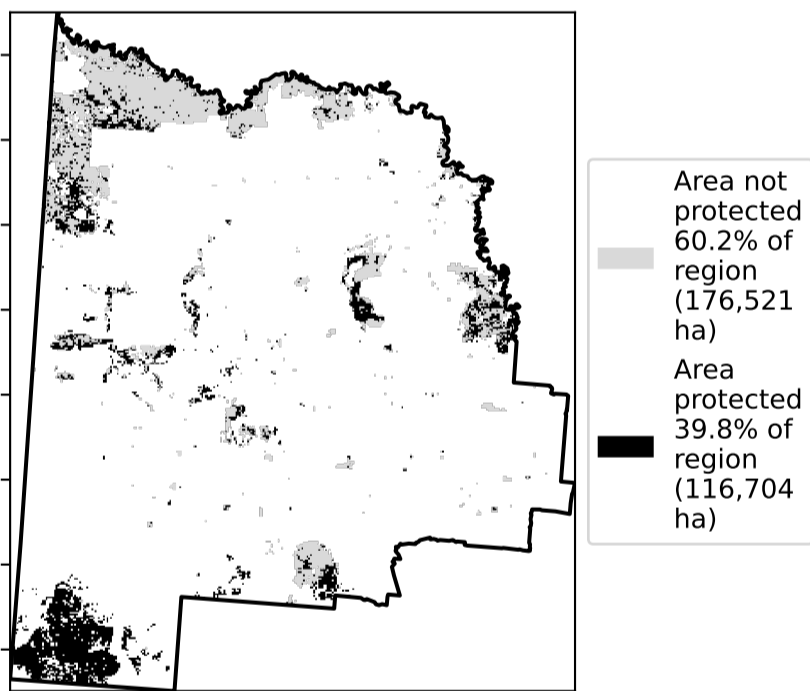 Area not
protected
60.2% of
region
(176,521
ha)
Area
protected
39.8% of
region
(116,704
ha)